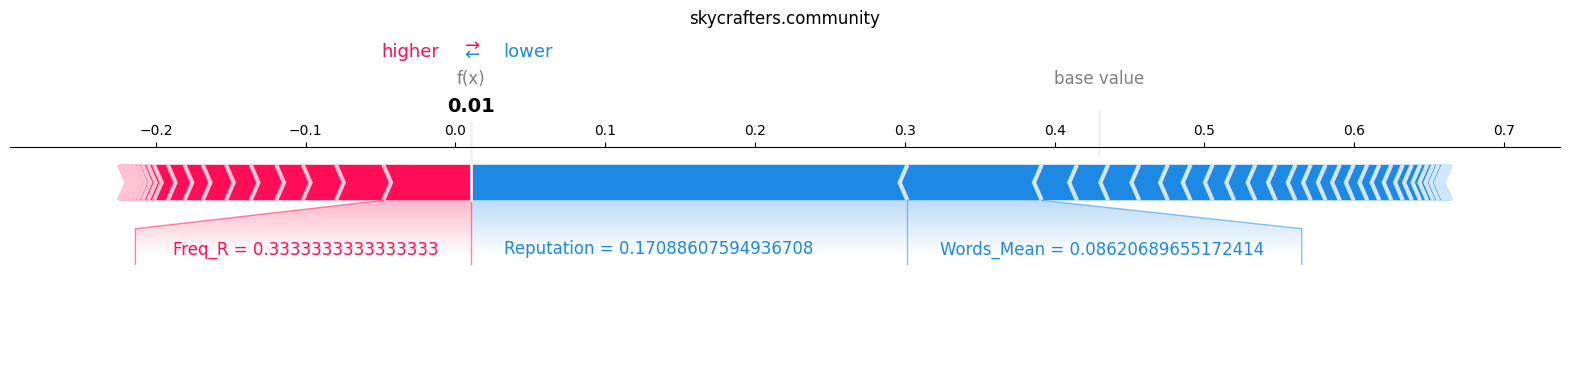 skycrafters.community
higher ⇄ lower
f(x) base value
0.01
−0.2 −0.1 0.0 0.1 0.2 0.3 0.4 0.5 0.6 0.7
Freq_R = 0.3333333333333333 Reputation = 0.17088607594936708 Words_Mean = 0.08620689655172414